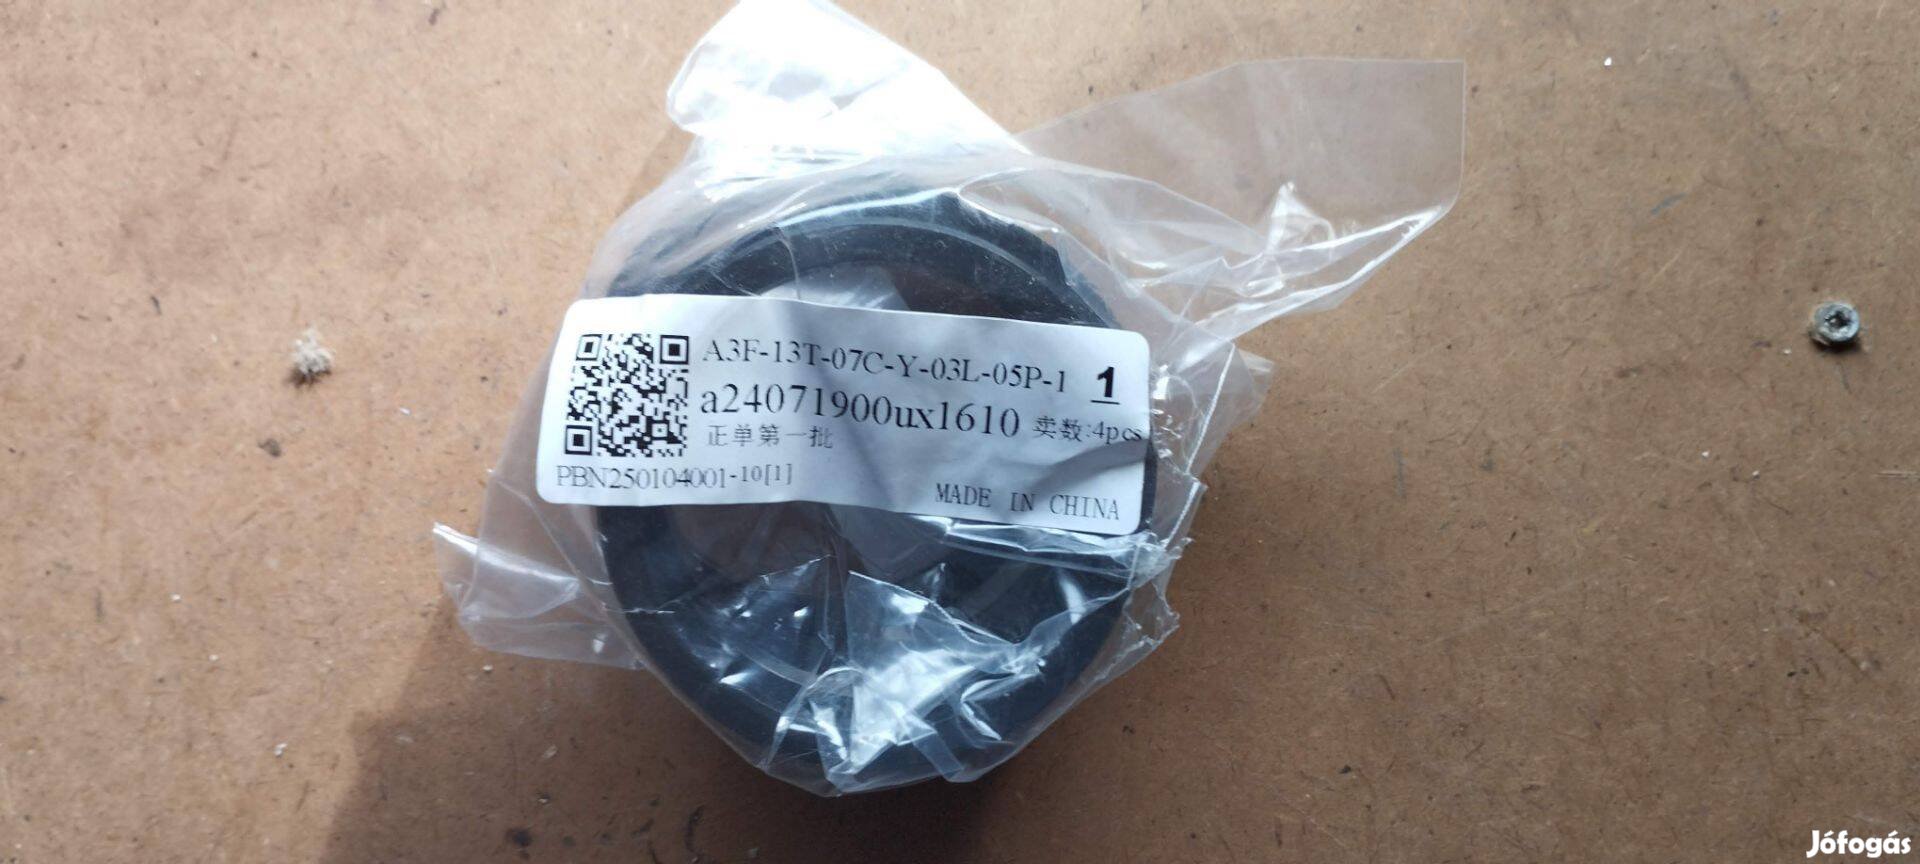 A3F-13T-07C-Y-03L-05P-1 1
a24071900ux1610 卖数:4pcs
正单第一批
PBN250104001-10[1]
MADE IN CHINA
Jófogás